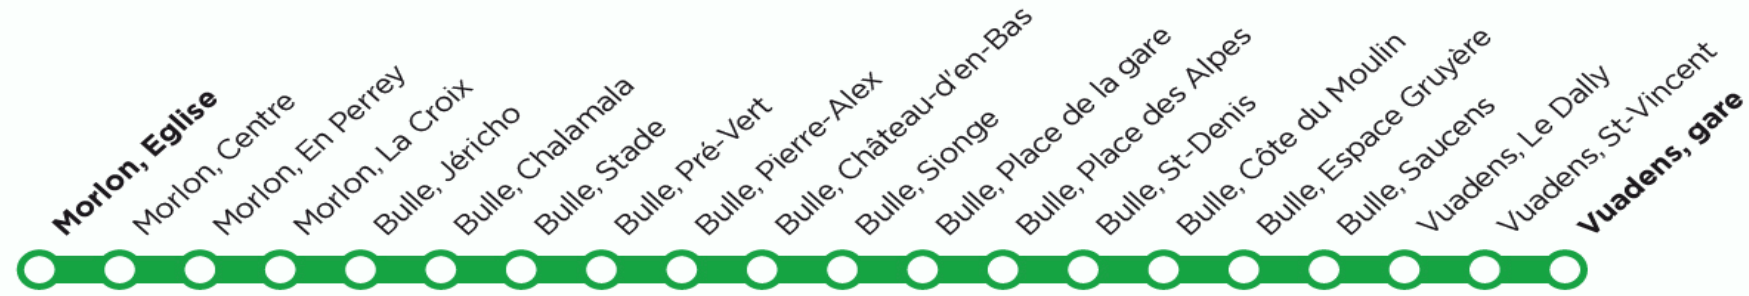 Morlon, Eglise
Morlon, Centre
Morlon, En Perrey
Morlon, La Croix
Bulle, Jéricho
Bulle, Chalamala
Bulle, Stade
Bulle, Pré-Vert
Bulle, Pierre-Alex
Bulle, Château-d'en-Bas
Bulle, Sionge
Bulle, Place de la gare
Bulle, Place des Alpes
Bulle, St-Denis
Bulle, Côte du Moulin
Bulle, Espace Gruyère
Bulle, Saucens
Vuadens, Le Dally
Vuadens, St-Vincent
Vuadens, gare